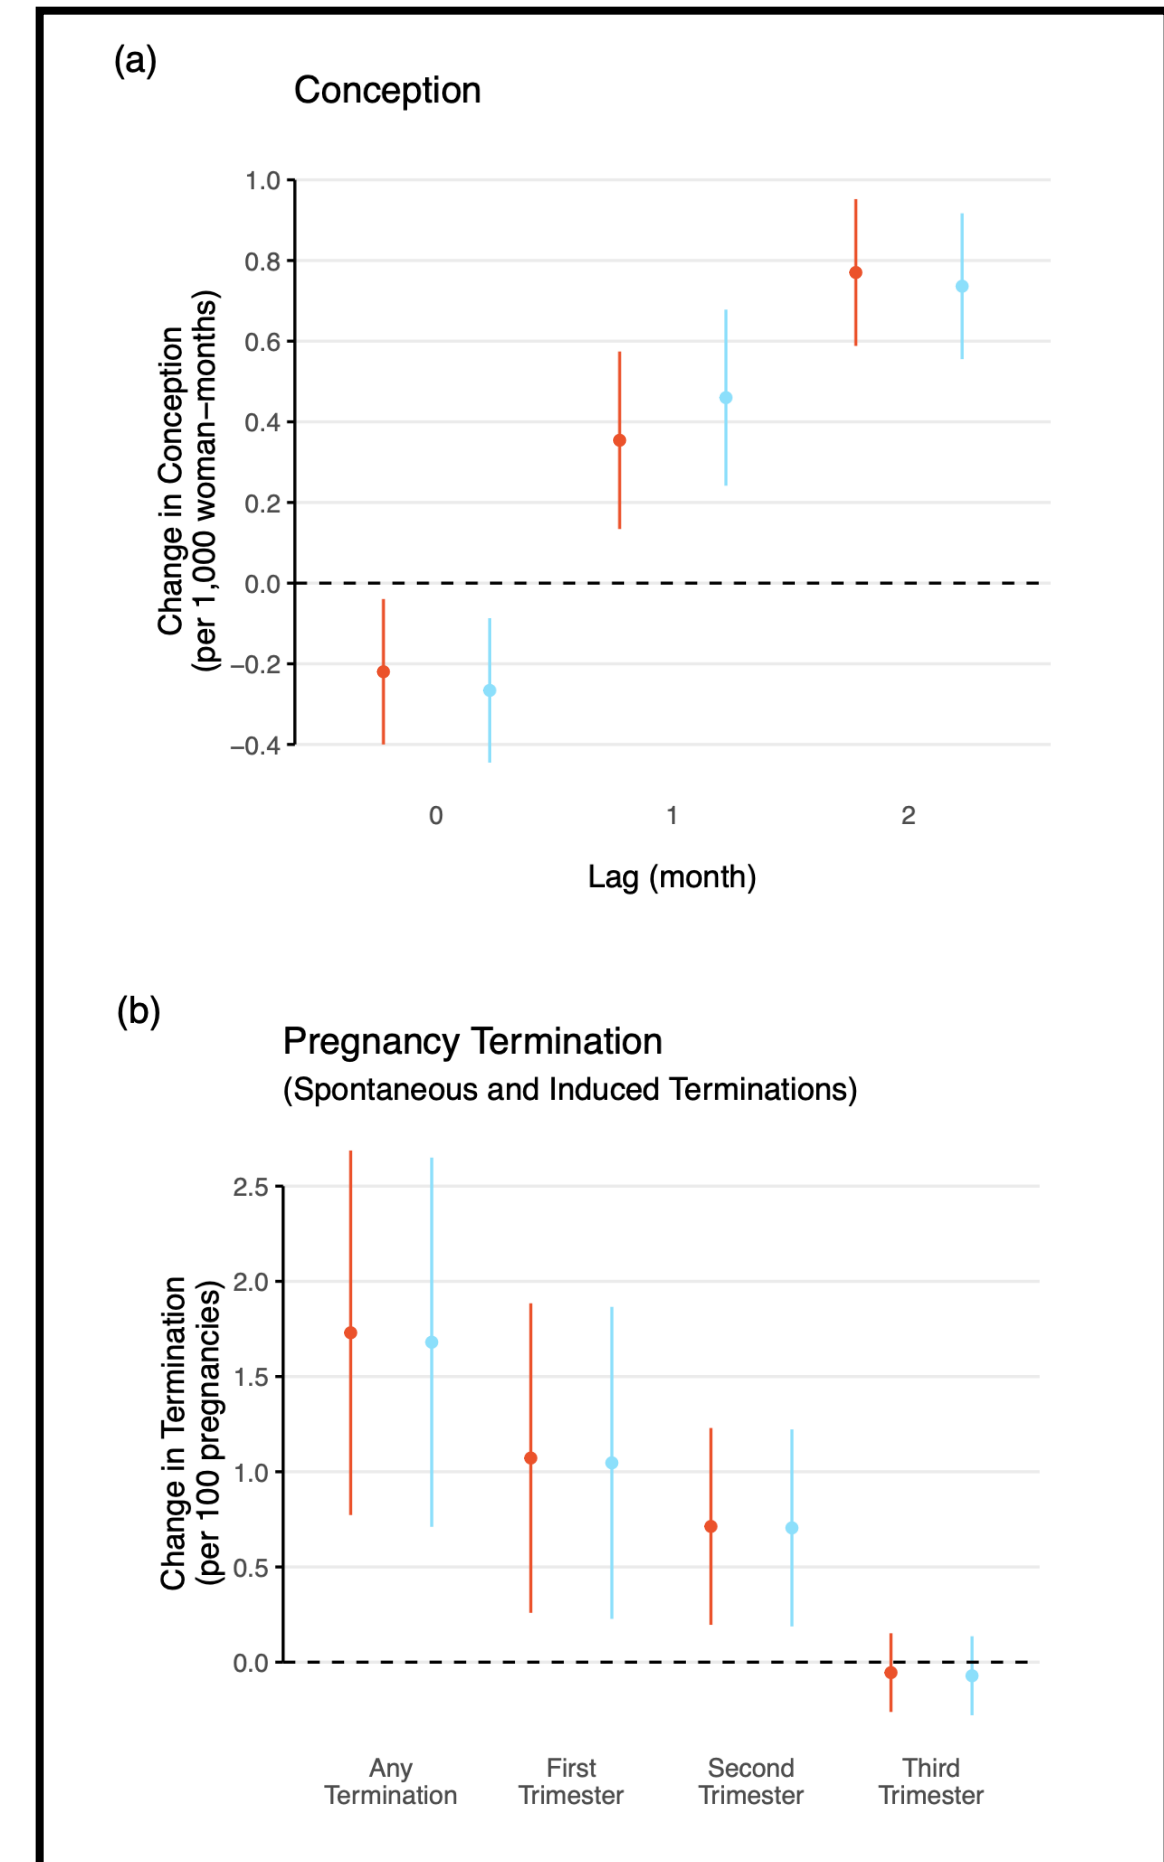 (a)
Conception
Change in Conception
(per 1,000 woman−months)
1.0
0.8
0.6
0.4
0.2
0.0
−0.2
−0.4
0 1 2
Lag (month)
(b)
Pregnancy Termination
(Spontaneous and Induced Terminations)
Change in Termination
(per 100 pregnancies)
2.5
2.0
1.5
1.0
0.5
0.0
Any First Second Third
Termination Trimester Trimester Trimester